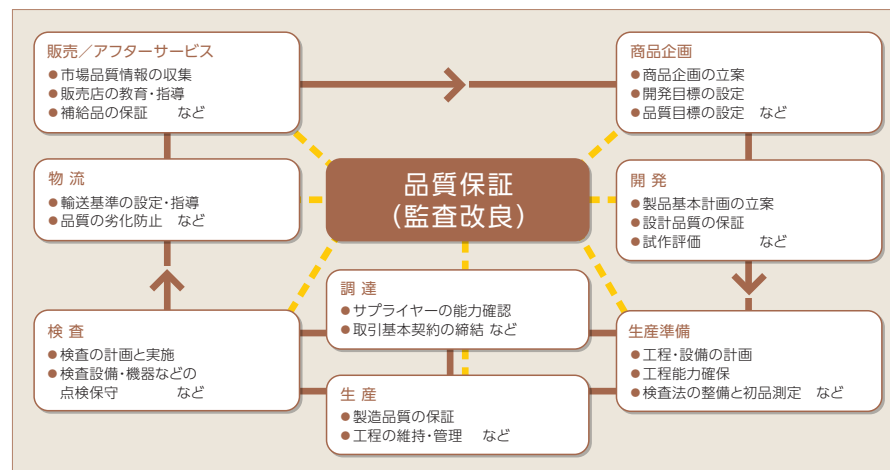 販売／アフターサービス
●市場品質情報の収集
●販売店の教育・指導
●補給品の保証 など
商品企画
●商品企画の立案
●開発目標の設定
●品質目標の設定 など
物 流
●輸送基準の設定・指導
●品質の劣化防止 など
品質保証
（監査改良）
開 発
●製品基本計画の立案
●設計品質の保証
●試作評価 など
調 達
●サプライヤーの能力確認
●取引基本契約の締結 など
検 査
●検査の計画と実施
●検査設備・機器などの
点検保守 など
生産準備
●工程・設備の計画
●工程能力確保
●検査法の整備と初品測定 など
生 産
●製造品質の保証
●工程の維持・管理 など